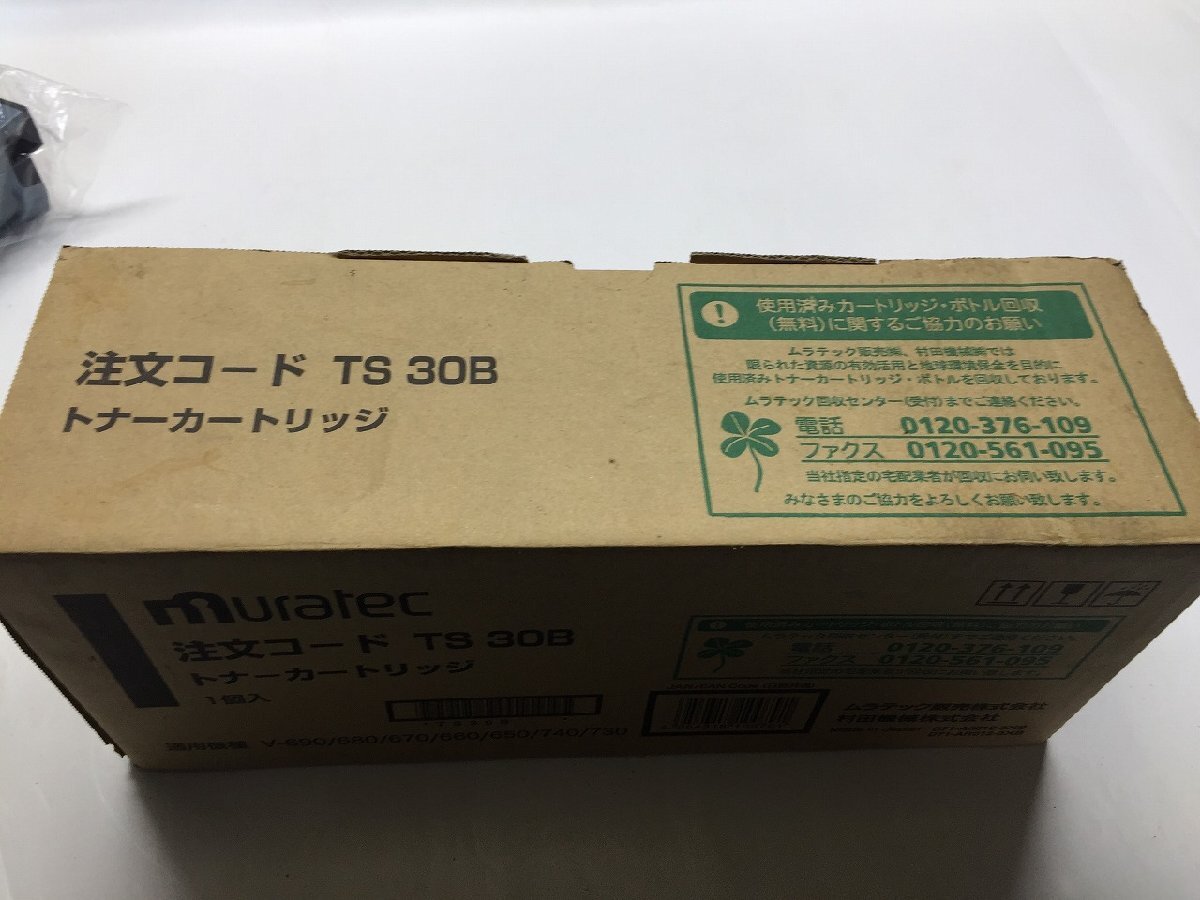 注文コード TS 30B
トナーカートリッジ
使用済みカートリッジ・ボトル回収
(無料)に関するご協力のお願い
ムラテック販売㈱、村田機械㈱では
限られた資源の有効活用と地球環境保全を目的に
使用済みトナーカートリッジ・ボトルを回収しております。
ムラテック回収センター(受付)までご連絡ください。
電話 0120-376-109
ファクス 0120-561-095
当社指定の宅配業者が回収にお伺い致します。
みなさまのご協力をよろしくお願い致します。
muratec
注文コード TS 30B
トナーカートリッジ
1個入
適用機種 V-690/680/670/660/650/740/730
電話 0120-376-109
ファクス 0120-561-095
ムラテック販売株式会社
村田機械株式会社